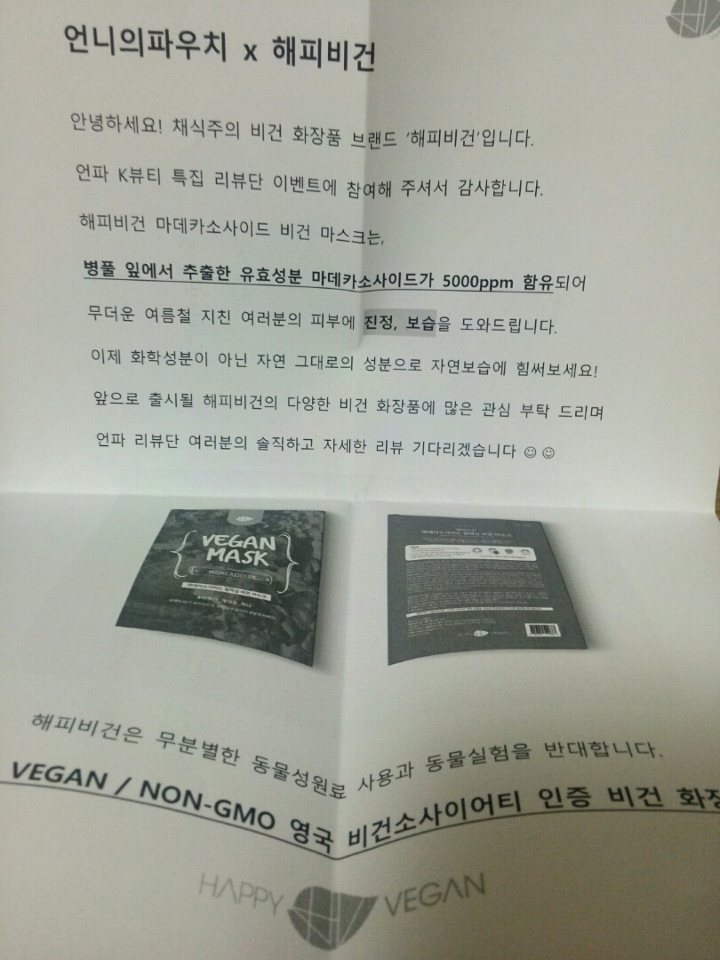 언니의파우치 x 해피비건
안녕하세요! 채식주의 비건 화장품 브랜드 '해피비건'입니다.
언파 K뷰티 특집 리뷰단 이벤트에 참여해 주셔서 감사합니다.
해피비건 마데카소사이드 비건 마스크는,
병풀 잎에서 추출한 유효성분 마데카소사이드가 5000ppm 함유되어
무더운 여름철 지친 여러분의 피부에 진정, 보습을 도와드립니다.
이제 화학성분이 아닌 자연 그대로의 성분으로 자연보습에 힘써보세요!
앞으로 출시될 해피비건의 다양한 비건 화장품에 많은 관심 부탁 드리며
언파 리뷰단 여러분의 솔직하고 자세한 리뷰 기다리겠습니다 ☺ ☺
VEGAN
MASK
해피비건은 무분별한 동물성원료 사용과 동물실험을 반대합니다.
VEGAN / NON-GMO 영국 비건소사이어티 인증 비건 화장
HAPPY VEGAN